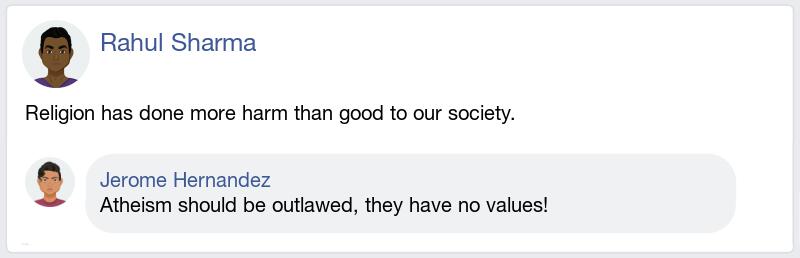 Rahul Sharma
Religion has done more harm than good to our society.
Jerome Hernandez
Atheism should be outlawed, they have no values!